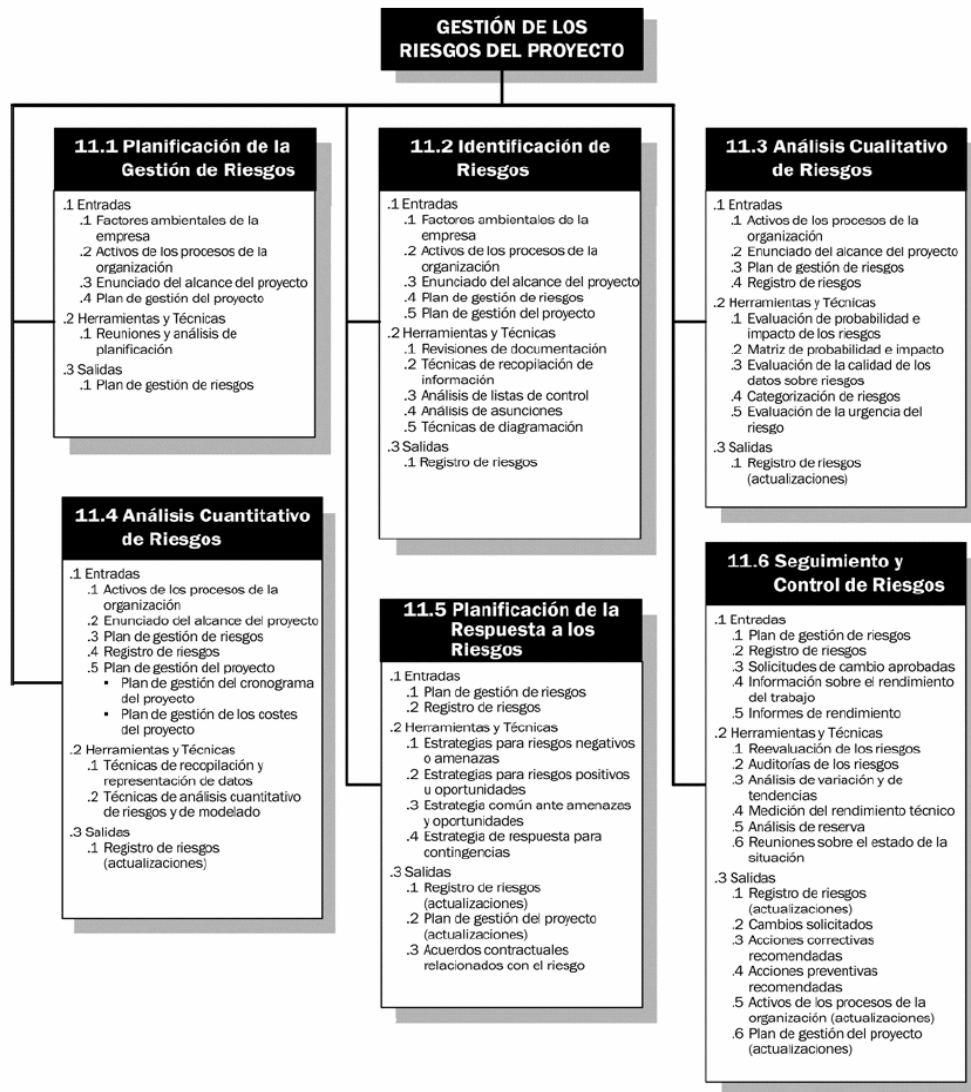 GESTIÓN DE LOS
RIESGOS DEL PROYECTO
11.1 Planificación de la
Gestión de Riesgos
.1 Entradas
.1 Factores ambientales de la
empresa
.2 Activos de los procesos de la
organización
.3 Enunciado del alcance del proyecto
.4 Plan de gestión del proyecto
.2 Herramientas y Técnicas
.1 Reuniones y análisis de
planificación
.3 Salidas
.1 Plan de gestión de riesgos
11.2 Identificación de
Riesgos
.1 Entradas
.1 Factores ambientales de la
empresa
.2 Activos de los procesos de la
organización
.3 Enunciado del alcance del proyecto
.4 Plan de gestión de riesgos
.5 Plan de gestión del proyecto
.2 Herramientas y Técnicas
.1 Revisiones de documentación
.2 Técnicas de recopilación de
información
.3 Análisis de listas de control
.4 Análisis de asunciones
.5 Técnicas de diagramación
.3 Salidas
.1 Registro de riesgos
11.3 Análisis Cualitativo
de Riesgos
.1 Entradas
.1 Activos de los procesos de la
organización
.2 Enunciado del alcance del proyecto
.3 Plan de gestión de riesgos
.4 Registro de riesgos
.2 Herramientas y Técnicas
.1 Evaluación de probabilidad e
impacto de los riesgos
.2 Matriz de probabilidad e impacto
.3 Evaluación de la calidad de los
datos sobre riesgos
.4 Categorización de riesgos
.5 Evaluación de la urgencia del
riesgo
.3 Salidas
.1 Registro de riesgos
(actualizaciones)
11.4 Análisis Cuantitativo
de Riesgos
.1 Entradas
.1 Activos de los procesos de la
organización
.2 Enunciado del alcance del proyecto
.3 Plan de gestión de riesgos
.4 Registro de riesgos
.5 Plan de gestión del proyecto
▪ Plan de gestión del cronograma
del proyecto
▪ Plan de gestión de los costes
del proyecto
.2 Herramientas y Técnicas
.1 Técnicas de recopilación y
representación de datos
.2 Técnicas de análisis cuantitativo
de riesgos y de modelado
.3 Salidas
.1 Registro de riesgos
(actualizaciones)
11.5 Planificación de la
Respuesta a los
Riesgos
.1 Entradas
.1 Plan de gestión de riesgos
.2 Registro de riesgos
.2 Herramientas y Técnicas
.1 Estrategias para riesgos negativos
o amenazas
.2 Estrategias para riesgos positivos
u oportunidades
.3 Estrategia común ante amenazas
y oportunidades
.4 Estrategia de respuesta para
contingencias
.3 Salidas
.1 Registro de riesgos
(actualizaciones)
.2 Plan de gestión del proyecto
(actualizaciones)
.3 Acuerdos contractuales
relacionados con el riesgo
11.6 Seguimiento y
Control de Riesgos
.1 Entradas
.1 Plan de gestión de riesgos
.2 Registro de riesgos
.3 Solicitudes de cambio aprobadas
.4 Información sobre el rendimiento
del trabajo
.5 Informes de rendimiento
.2 Herramientas y Técnicas
.1 Reevaluación de los riesgos
.2 Auditorías de los riesgos
.3 Análisis de variación y de
tendencias
.4 Medición del rendimiento técnico
.5 Análisis de reserva
.6 Reuniones sobre el estado de la
situación
.3 Salidas
.1 Registro de riesgos
(actualizaciones)
.2 Cambios solicitados
.3 Acciones correctivas
recomendadas
.4 Acciones preventivas
recomendadas
.5 Activos de los procesos de la
organización (actualizaciones)
.6 Plan de gestión del proyecto
(actualizaciones)